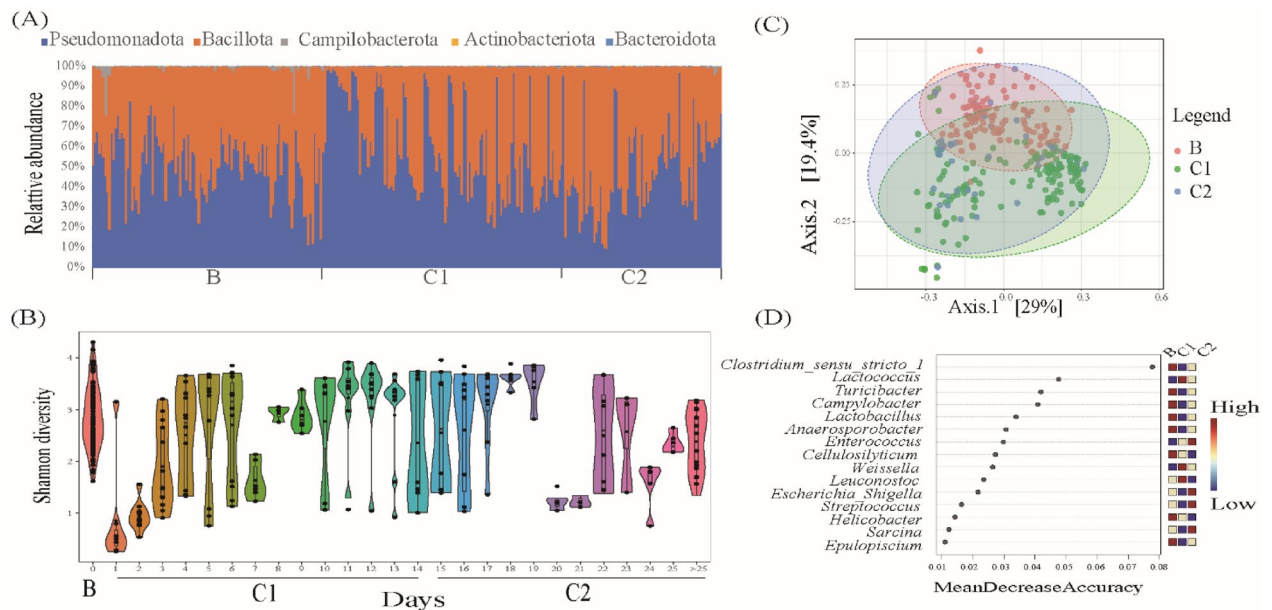 (A)
Pseudomonadota Bacillota Campilobacterota Actinobacteriota Bacteroidota
Relattive abundance
100%
90%
80%
70%
60%
50%
40%
30%
20%
10%
0%
B C1 C2
(B)
Shannon diversity
4
3
2
1
0 1 2 3 4 5 6 7 8 9 10 11 12 13 14 15 16 17 18 19 20 21 22 23 24 25 >25
B C1 Days C2
(C)
Axis.2 [19.4%]
0.25
0.00
-0.25
-0.3 0.0 0.3 0.6
Axis.1 [29%]
Legend
B
C1
C2
(D)
B C1 C2
Clostridium_sensu_stricto_1
Lactococcus
Turicibacter
Campylobacter
Lactobacillus
Anaerosporobacter
Enterococcus
Cellulosilyticum
Weissella
Leuconostoc
Escherichia_Shigella
Streptococcus
Helicobacter
Sarcina
Epulopiscium
0.01 0.02 0.03 0.04 0.05 0.06 0.07 0.08
MeanDecreaseAccuracy
High
Low